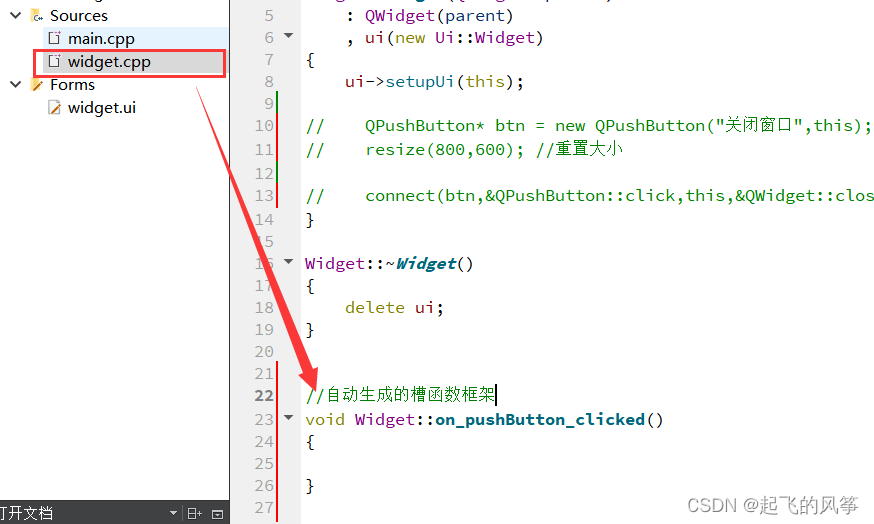 Sources
main.cpp
widget.cpp
Forms
widget.ui
打开文档
5 : QWidget(parent)
6 , ui(new Ui::Widget)
7 {
8 ui->setupUi(this);
9
10 // QPushButton* btn = new QPushButton("关闭窗口",this);
11 // resize(800,600); //重置大小
12
13 // connect(btn,&QPushButton::click,this,&QWidget::clos
14 }
15
16 Widget::~Widget()
17 {
18 delete ui;
19 }
20
21
22 //自动生成的槽函数框架
23 void Widget::on_pushButton_clicked()
24 {
25
26 }
27
CSDN @起飞的风筝